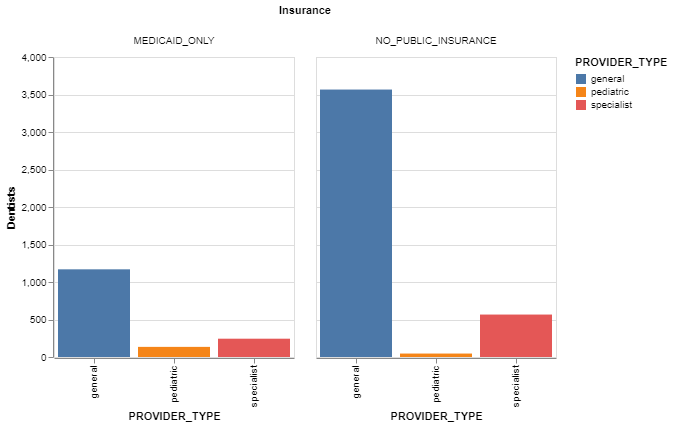 Insurance
MEDICAID_ONLY
NO_PUBLIC_INSURANCE
Dentists
4,000
3,500
3,000
2,500
2,000
1,500
1,000
500
0
general
pediatric
specialist
PROVIDER_TYPE
general
pediatric
specialist
PROVIDER_TYPE
PROVIDER_TYPE
general
pediatric
specialist